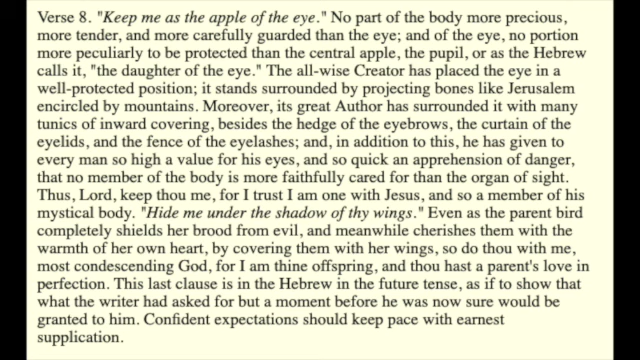 Verse 8. "Keep me as the apple of the eye." No part of the body more precious,
more tender, and more carefully guarded than the eye; and of the eye, no portion
more peculiarly to be protected than the central apple, the pupil, or as the Hebrew
calls it, "the daughter of the eye." The all-wise Creator has placed the eye in a
well-protected position; it stands surrounded by projecting bones like Jerusalem
encircled by mountains. Moreover, its great Author has surrounded it with many
tunics of inward covering, besides the hedge of the eyebrows, the curtain of the
eyelids, and the fence of the eyelashes; and, in addition to this, he has given to
every man so high a value for his eyes, and so quick an apprehension of danger,
that no member of the body is more faithfully cared for than the organ of sight.
Thus, Lord, keep thou me, for I trust I am one with Jesus, and so a member of his
mystical body. "Hide me under the shadow of thy wings." Even as the parent bird
completely shields her brood from evil, and meanwhile cherishes them with the
warmth of her own heart, by covering them with her wings, so do thou with me,
most condescending God, for I am thine offspring, and thou hast a parent's love in
perfection. This last clause is in the Hebrew in the future tense, as if to show that
what the writer had asked for but a moment before he was now sure would be
granted to him. Confident expectations should keep pace with earnest
supplication.